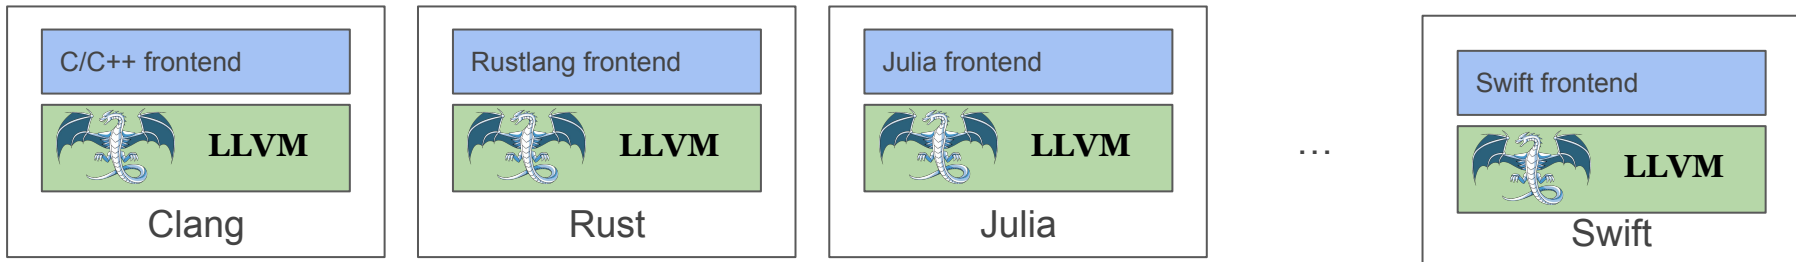 C/C++ frontend
LLVM
Clang
Rustlang frontend
LLVM
Rust
Julia frontend
LLVM
Julia
...
Swift frontend
LLVM
Swift